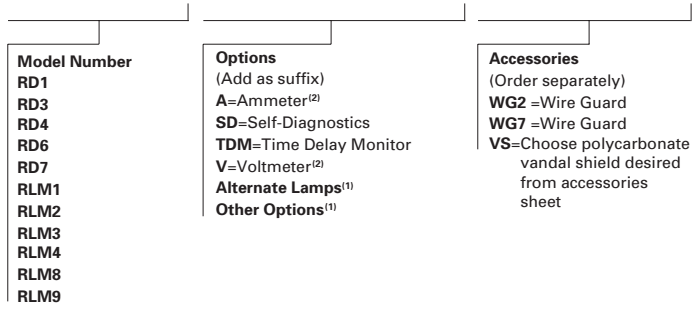 Model Number
RD1
RD3
RD4
RD6
RD7
RLM1
RLM2
RLM3
RLM4
RLM8
RLM9
Options
(Add as suffix)
A=Ammeter(2)
SD=Self-Diagnostics
TDM=Time Delay Monitor
V=Voltmeter(2)
Alternate Lamps(1)
Other Options(1)
Accessories
(Order separately)
WG2 =Wire Guard
WG7 =Wire Guard
VS=Choose polycarbonate
vandal shield desired
from accessories
sheet